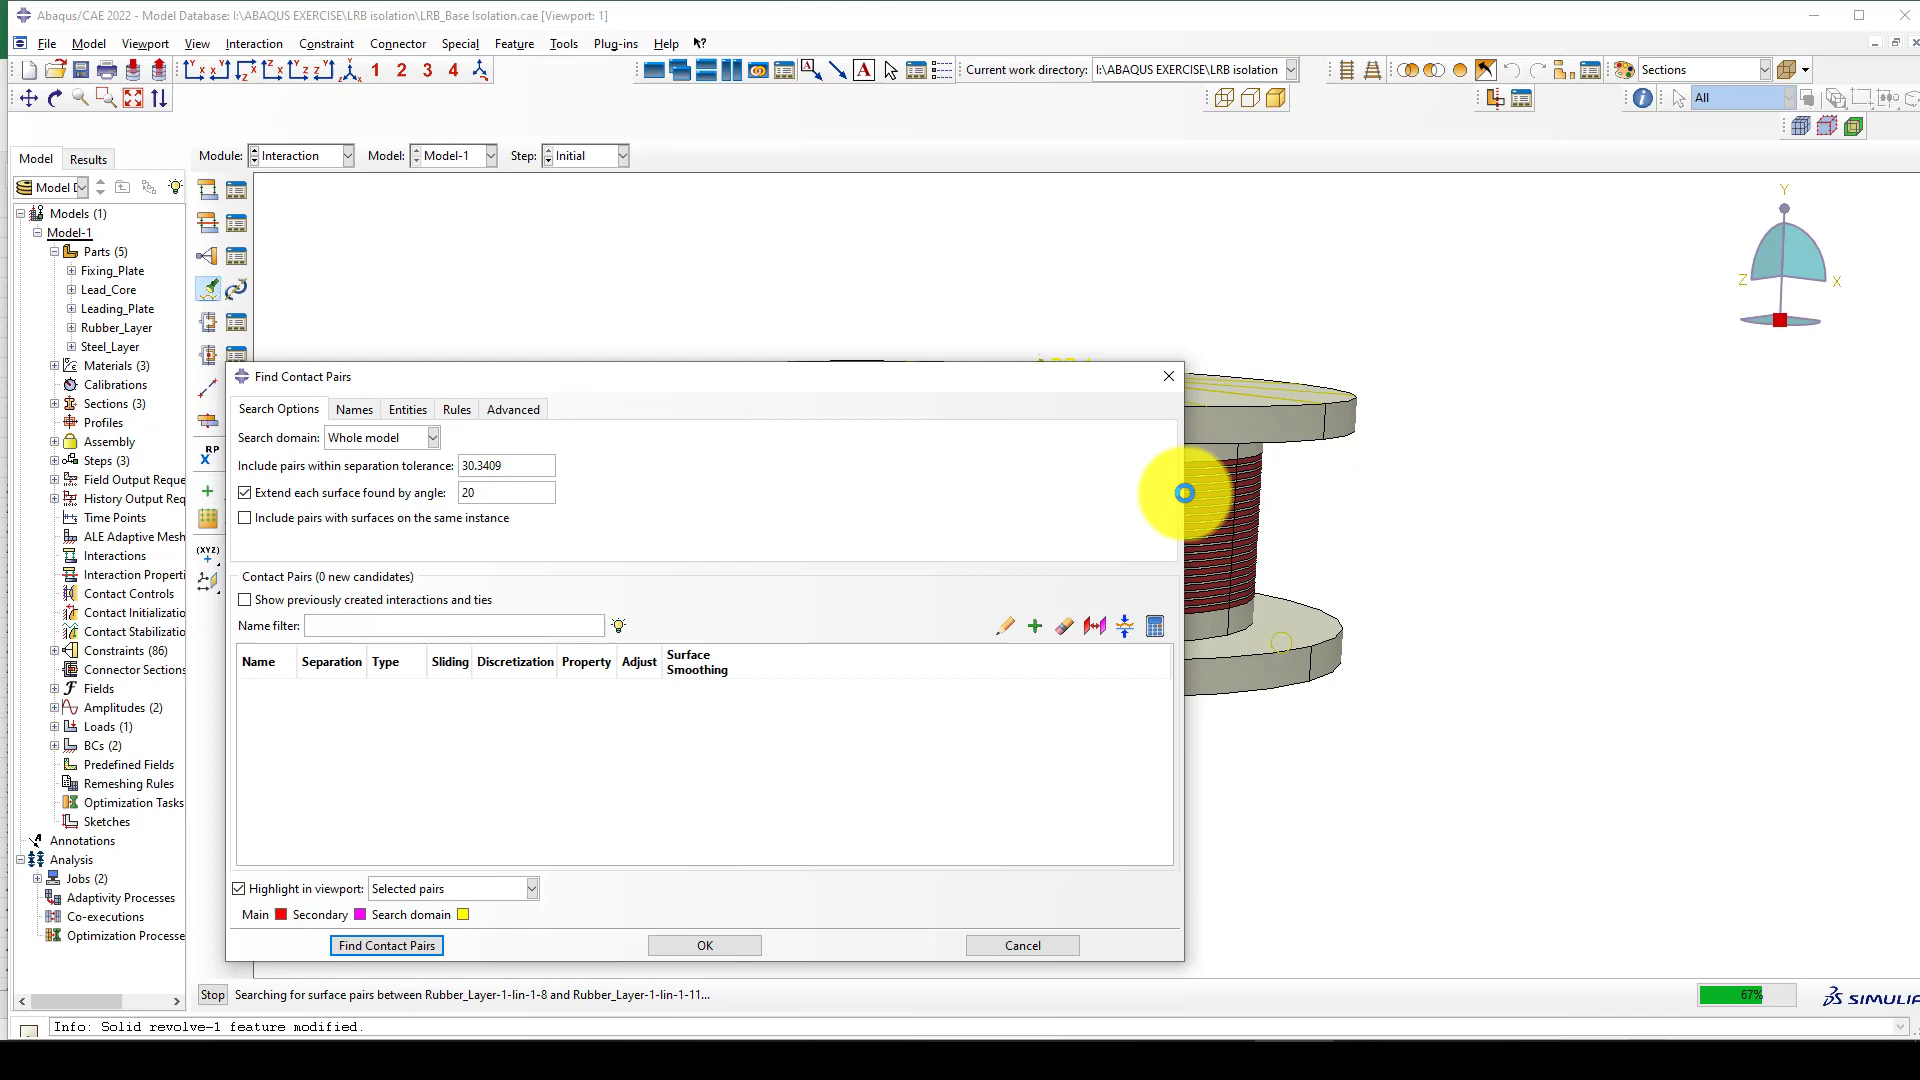 Abaqus/CAE 2022 - Model Database: I:\ABAQUS EXERCISE\LRB isolation\LRB_Base Isolation.cae [Viewport: 1]
File Model Viewport View Interaction Constraint Connector Special Feature Tools Plug-ins Help
1 2 3 4 Current work directory: I:\ABAQUS EXERCISE\LRB isolation Sections
All
Model Results Module: Interaction Model: Model-1 Step: Initial
Model D
Models (1)
Model-1
Parts (5)
Fixing_Plate
Lead_Core
Leading_Plate
Rubber_Layer
Steel_Layer
Materials (3)
Calibrations
Sections (3)
Profiles
Assembly
Steps (3)
Field Output Reque
History Output Req
Time Points
ALE Adaptive Mesh
Interactions
Interaction Properti
Contact Controls
Contact Initializatio
Contact Stabilizatio
Constraints (86)
Connector Sections
Fields
Amplitudes (2)
Loads (1)
BCs (2)
Predefined Fields
Remeshing Rules
Optimization Tasks
Sketches
Annotations
Analysis
Jobs (2)
Adaptivity Processes
Co-executions
Optimization Processe
RP
(XYZ)
Y
Z
X
Find Contact Pairs
Search Options Names Entities Rules Advanced
Search domain: Whole model
Include pairs within separation tolerance: 30.3409
Extend each surface found by angle: 20
Include pairs with surfaces on the same instance
Contact Pairs (0 new candidates)
Show previously created interactions and ties
Name filter:
Name Separation Type Sliding Discretization Property Adjust Surface Smoothing
Highlight in viewport: Selected pairs
Main Secondary Search domain
Find Contact Pairs OK Cancel
Stop Searching for surface pairs between Rubber_Layer-1-lin-1-8 and Rubber_Layer-1-lin-1-11... 67%
Info: Solid revolve-1 feature modified.